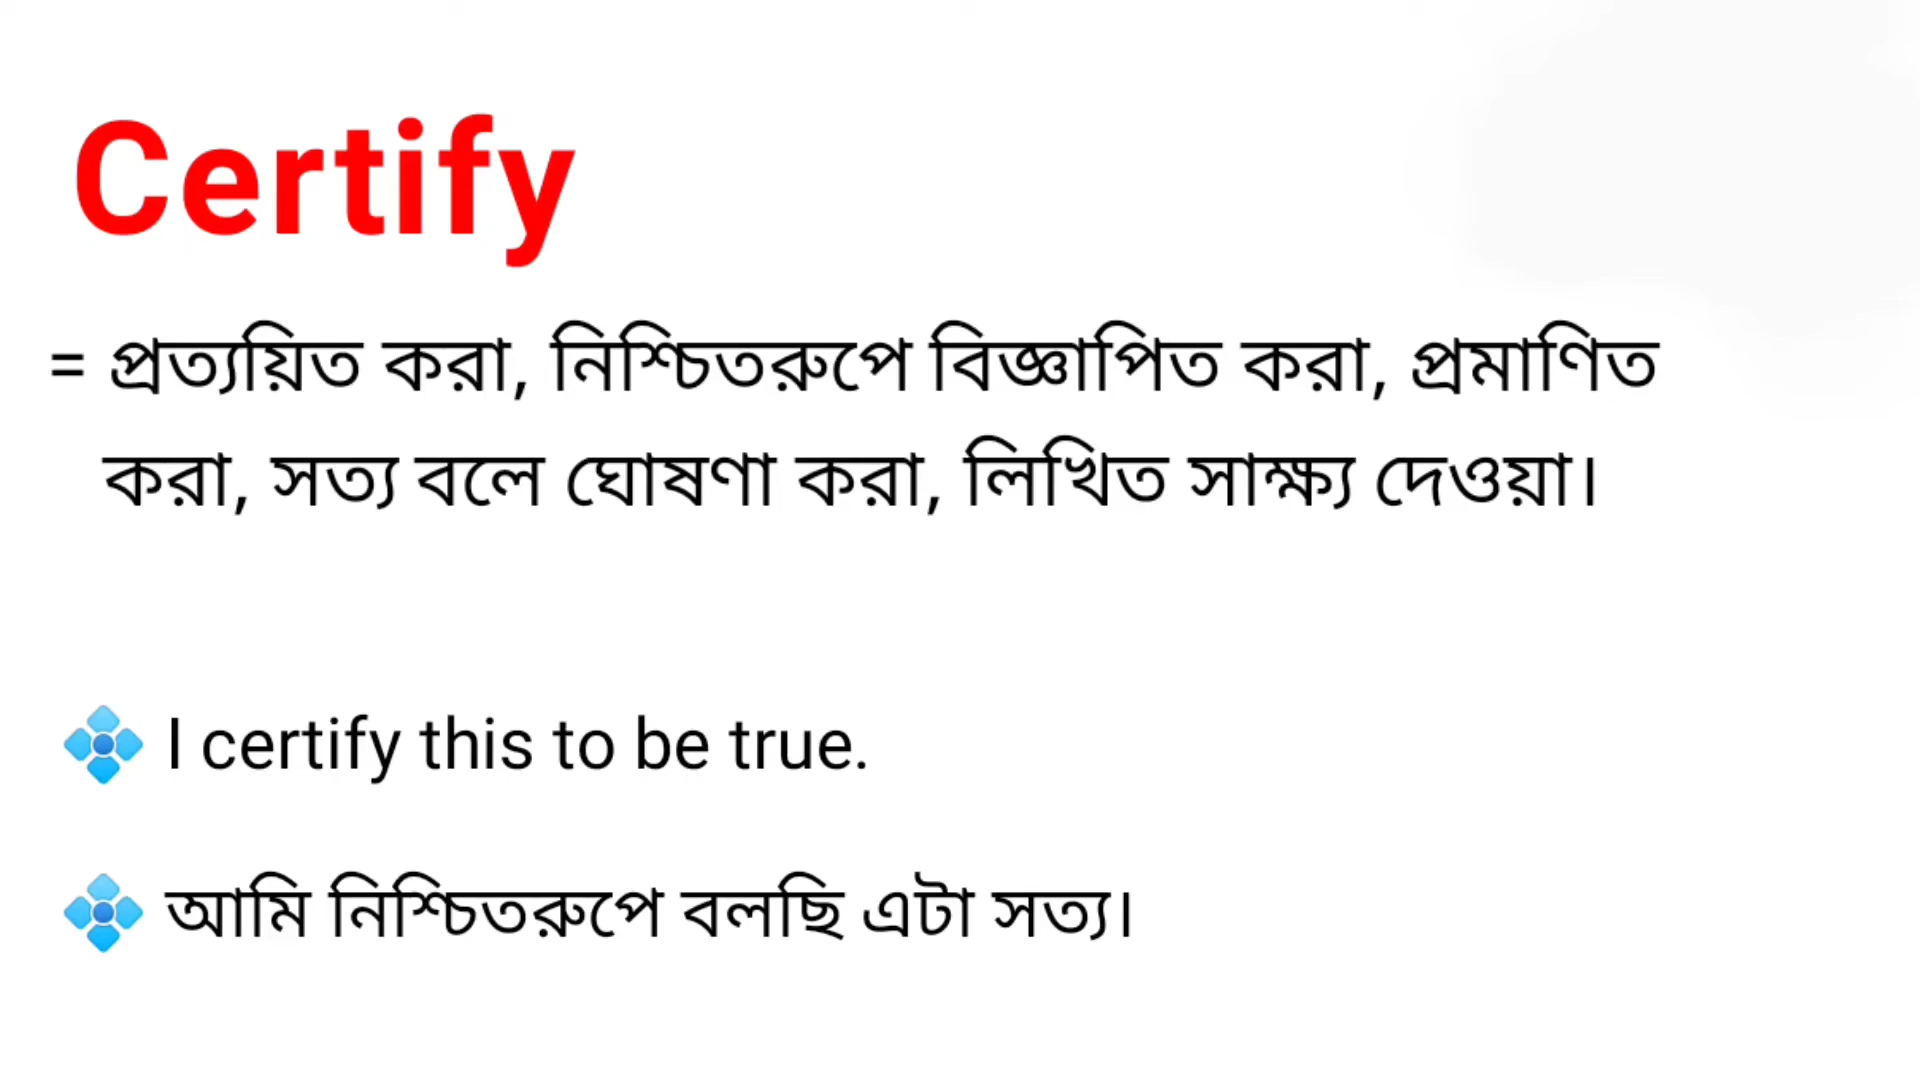 Certify
= প্রত্যয়িত করা, নিশ্চিতরুপে বিজ্ঞাপিত করা, প্রমাণিত
করা, সত্য বলে ঘোষণা করা, লিখিত সাক্ষ্য দেওয়া।
💠 I certify this to be true.
💠 আমি নিশ্চিতরুপে বলছি এটা সত্য।